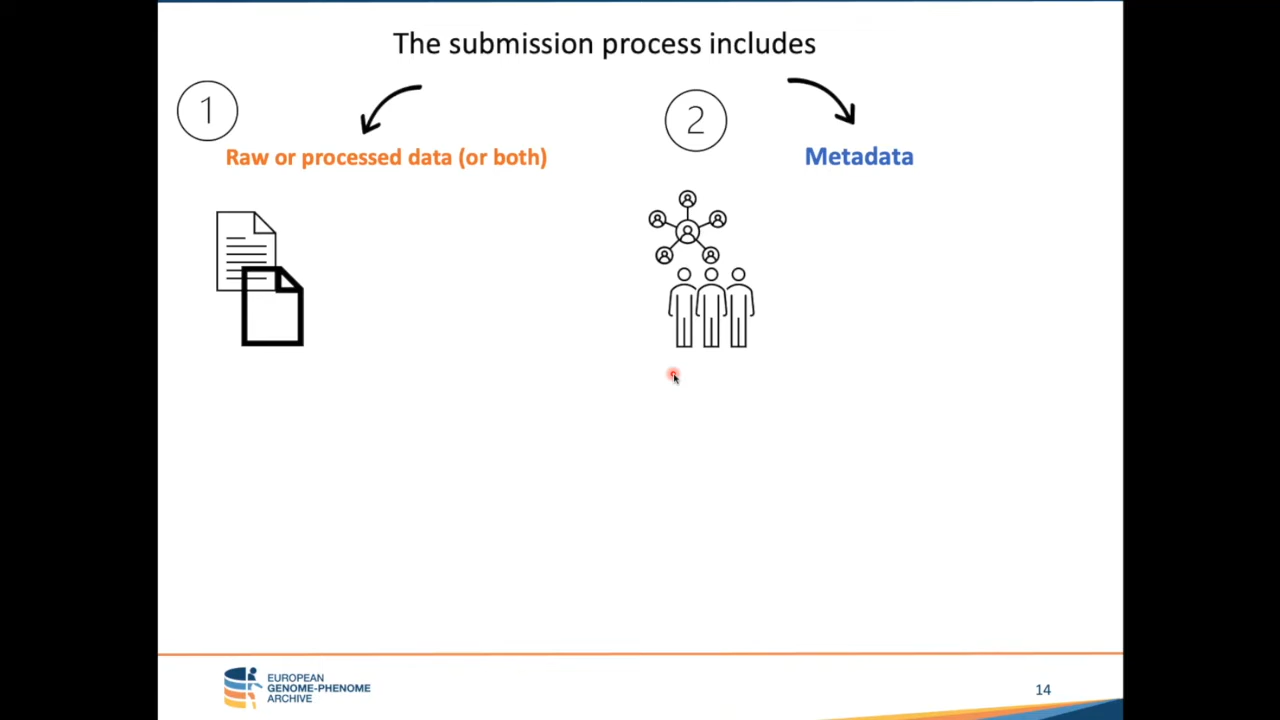 The submission process includes
1
2
Raw or processed data (or both)
Metadata
EUROPEAN
GENOME-PHENOME
ARCHIVE
14